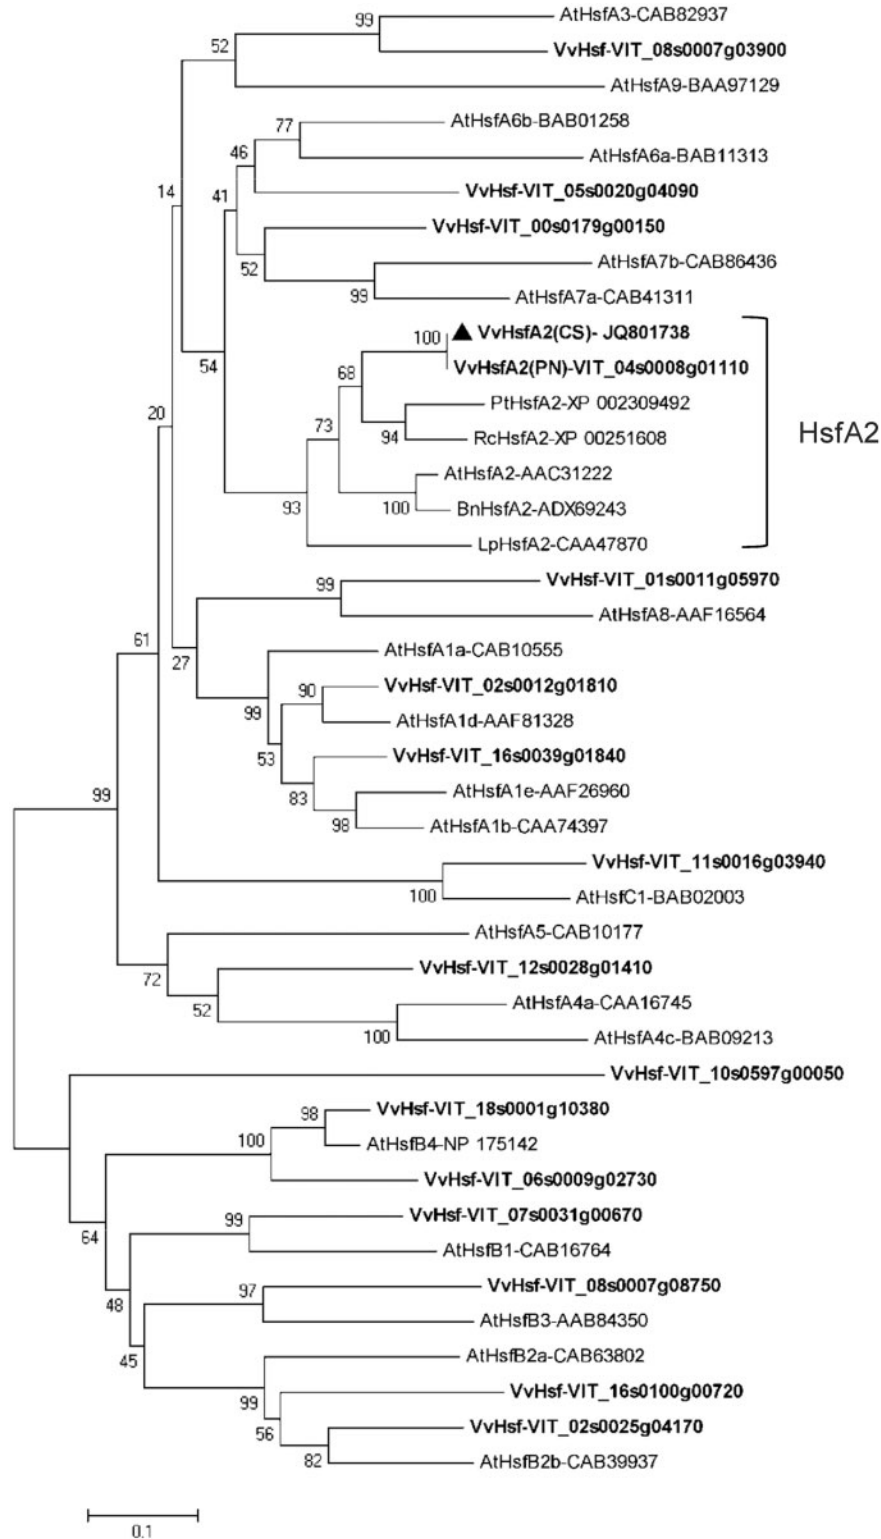 99
AtHsfA3-CAB82937
52
VvHsf-VIT_08s0007g03900
AtHsfA9-BAA97129
77
AtHsfA6b-BAB01258
46
AtHsfA6a-BAB11313
14
41
VvHsf-VIT_05s0020g04090
VvHsf-VIT_00s0179g00150
52
AtHsfA7b-CAB86436
99
AtHsfA7a-CAB41311
100
VvHsfA2(CS)- JQ801738
54
68
VvHsfA2(PN)-VIT_04s0008g01110
PtHsfA2-XP 002309492
20
73
94
RcHsfA2-XP 00251608
HsfA2
AtHsfA2-AAC31222
93
100
BnHsfA2-ADX69243
LpHsfA2-CAA47870
99
VvHsf-VIT_01s0011g05970
AtHsfA8-AAF16564
61
27
AtHsfA1a-CAB10555
90
VvHsf-VIT_02s0012g01810
99
AtHsfA1d-AAF81328
53
VvHsf-VIT_16s0039g01840
99
83
AtHsfA1e-AAF26960
98
AtHsfA1b-CAA74397
VvHsf-VIT_11s0016g03940
100
AtHsfC1-BAB02003
AtHsfA5-CAB10177
72
VvHsf-VIT_12s0028g01410
52
AtHsfA4a-CAA16745
100
AtHsfA4c-BAB09213
VvHsf-VIT_10s0597g00050
98
VvHsf-VIT_18s0001g10380
100
AtHsfB4-NP 175142
VvHsf-VIT_06s0009g02730
99
VvHsf-VIT_07s0031g00670
64
AtHsfB1-CAB16764
48
97
VvHsf-VIT_08s0007g08750
AtHsfB3-AAB84350
45
AtHsfB2a-CAB63802
99
VvHsf-VIT_16s0100g00720
56
VvHsf-VIT_02s0025g04170
82
AtHsfB2b-CAB39937
0.1